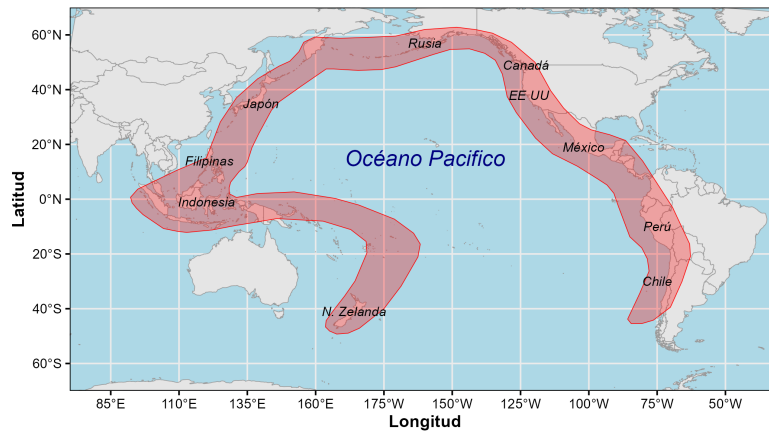 60°N
40°N
20°N
0°N
20°S
40°S
60°S
Latitud
Rusia
Canadá
EE UU
Japón
México
Filipinas
Océano Pacifico
Indonesia
Perú
Chile
N. Zelanda
85°E 110°E 135°E 160°E 175°W 150°W 125°W 100°W 75°W 50°W
Longitud